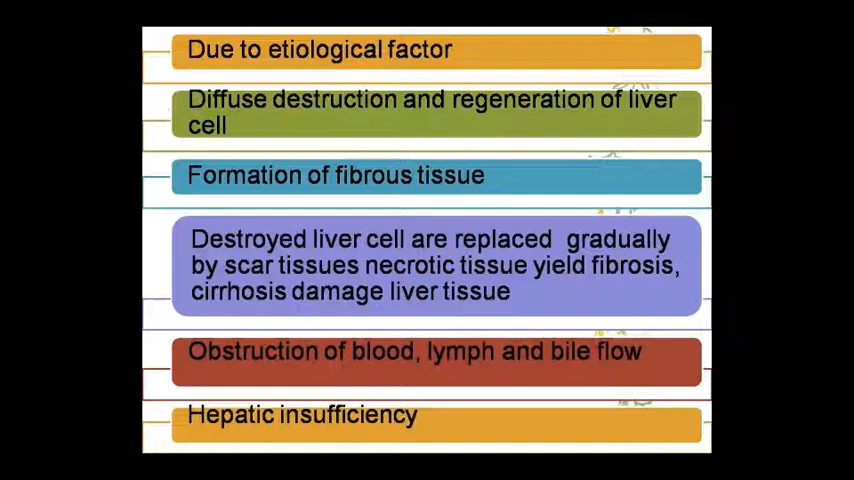 Due to etiological factor
Diffuse destruction and regeneration of liver
cell
Formation of fibrous tissue
Destroyed liver cell are replaced gradually
by scar tissues necrotic tissue yield fibrosis,
cirrhosis damage liver tissue
Obstruction of blood, lymph and bile flow
Hepatic insufficiency